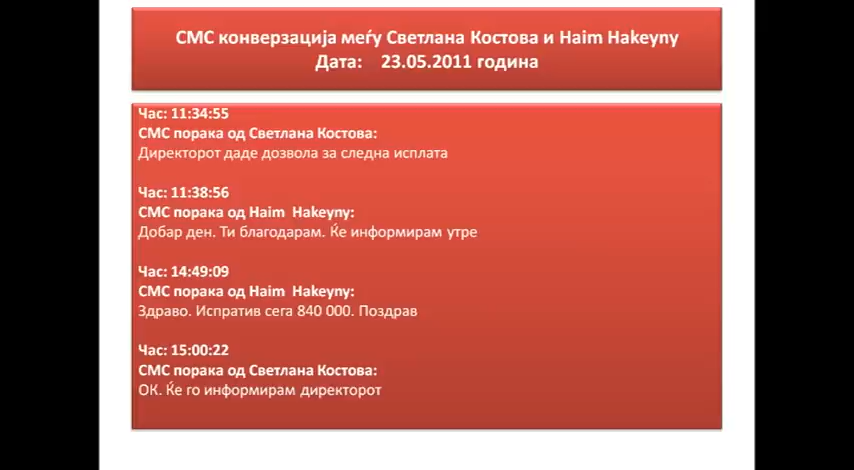 СМС конверзација меѓу Светлана Костова и Haim Hakeyny
Дата: 23.05.2011 година
Час: 11:34:55
СМС порака од Светлана Костова:
Директорот даде дозвола за следна исплата
Час: 11:38:56
СМС порака од Haim Hakeyny:
Добар ден. Ти благодарам. Ќе информирам утре
Час: 14:49:09
СМС порака од Haim Hakeyny:
Здраво. Испратив сега 840 000. Поздрав
Час: 15:00:22
СМС порака од Светлана Костова:
ОК. Ќе го информирам директорот